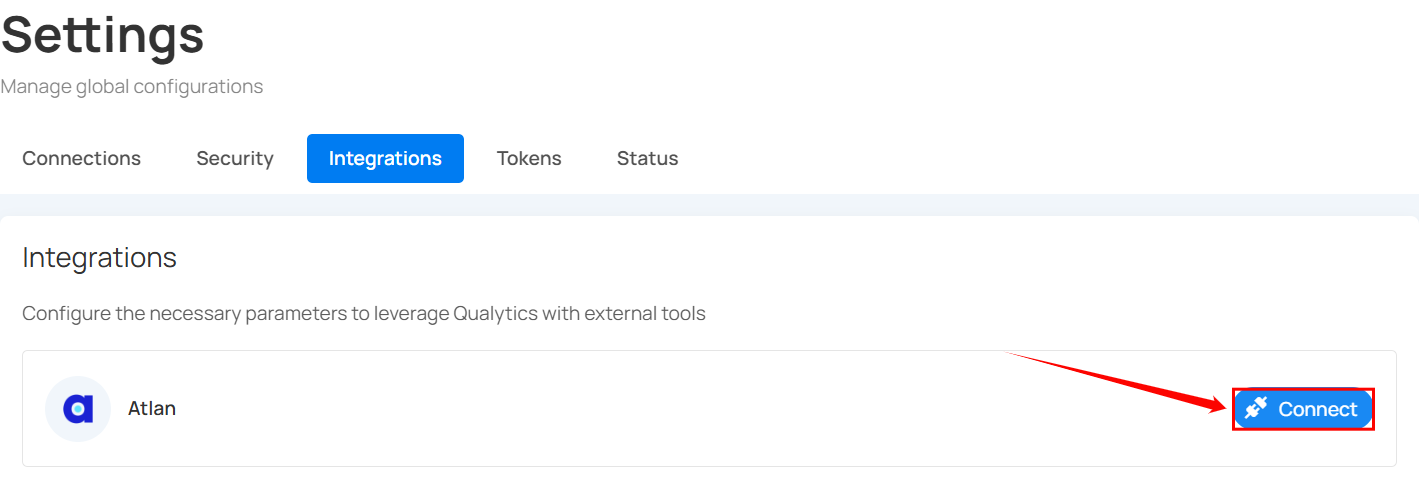 Settings
Manage global configurations
Connections Security Integrations Tokens Status
Integrations
Configure the necessary parameters to leverage Qualytics with external tools
a Atlan Connect